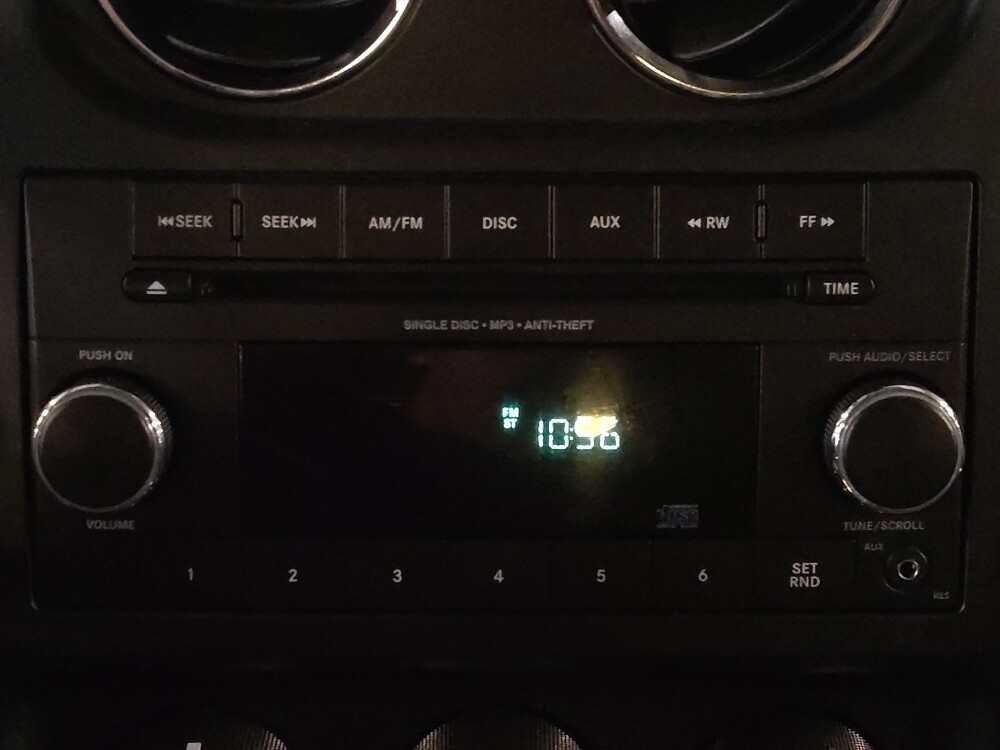 ⏮SEEK SEEK⏭ AM/FM DISC AUX ◀◀ RW FF ▶▶
TIME
SINGLE DISC • MP3 • ANTI-THEFT
PUSH ON
PUSH AUDIO/SELECT
FM
ST
10:56
VOLUME
TUNE/SCROLL
1 2 3 4 5 6 SET
RND
AUX